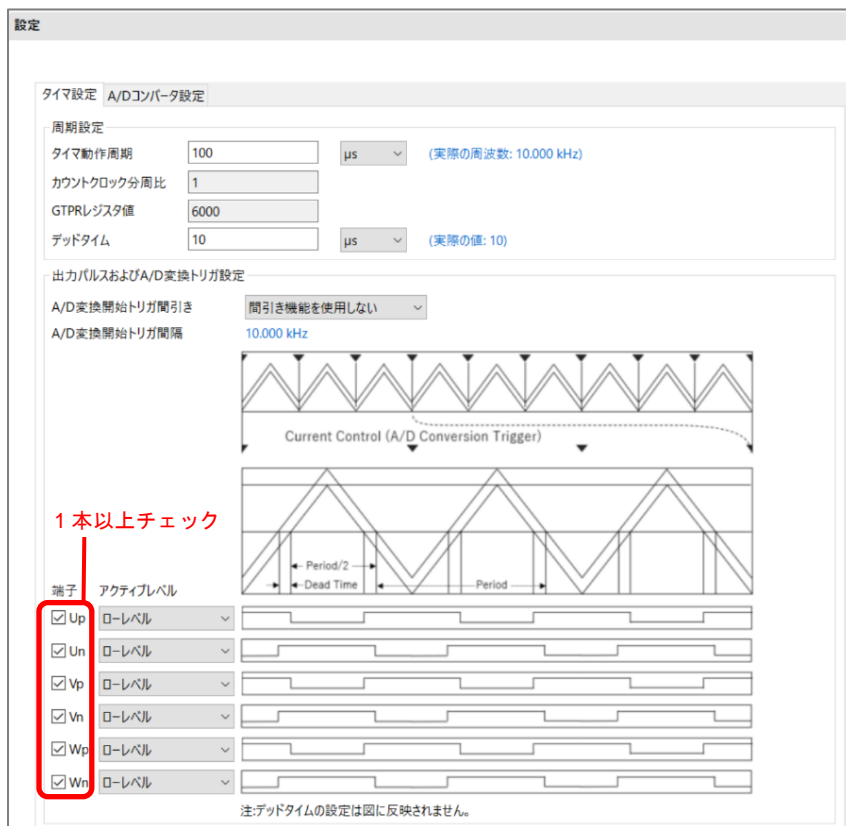 設定
タイマ設定 A/Dコンバータ設定
周期設定
タイマ動作周期 100 µs (実際の周波数: 10.000 kHz)
カウントクロック分周比 1
GTPRレジスタ値 6000
デッドタイム 10 µs (実際の値: 10)
出力パルスおよびA/D変換トリガ設定
A/D変換開始トリガ間引き 間引き機能を使用しない
A/D変換開始トリガ間隔 10.000 kHz
Current Control (A/D Conversion Trigger)
1本以上チェック
Period/2
Dead Time Period
端子 アクティブレベル
Up ローレベル
Un ローレベル
Vp ローレベル
Vn ローレベル
Wp ローレベル
Wn ローレベル
注:デッドタイムの設定は図に反映されません。